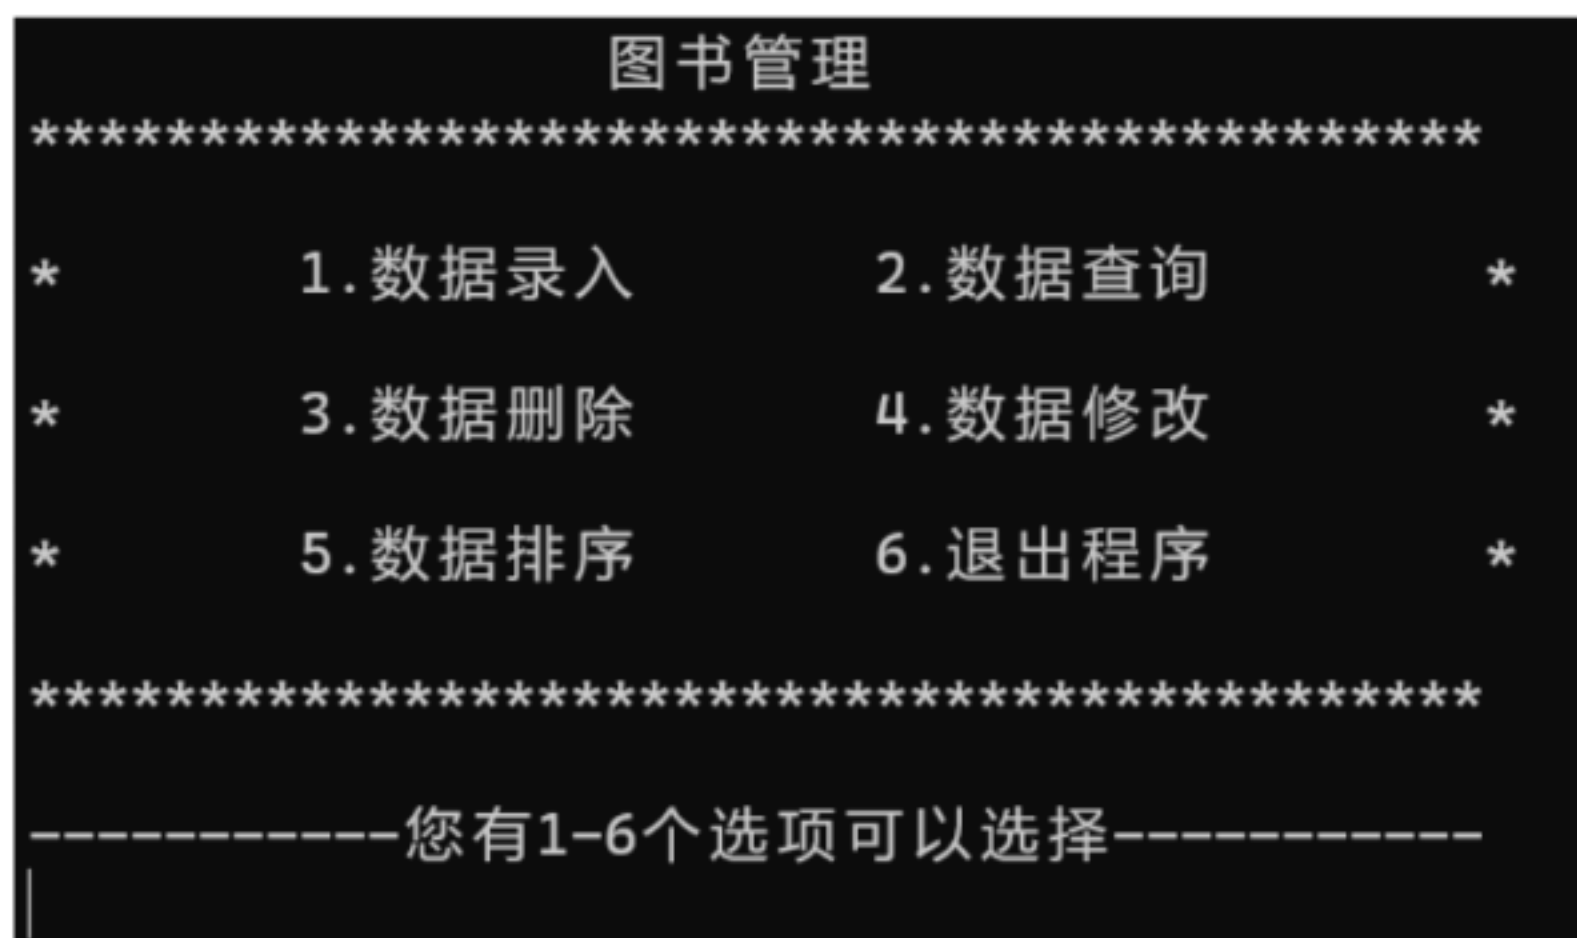 图书管理
*******************************************
* 1.数据录入 2.数据查询 *
* 3.数据删除 4.数据修改 *
* 5.数据排序 6.退出程序 *
*******************************************
-----------您有1-6个选项可以选择-----------